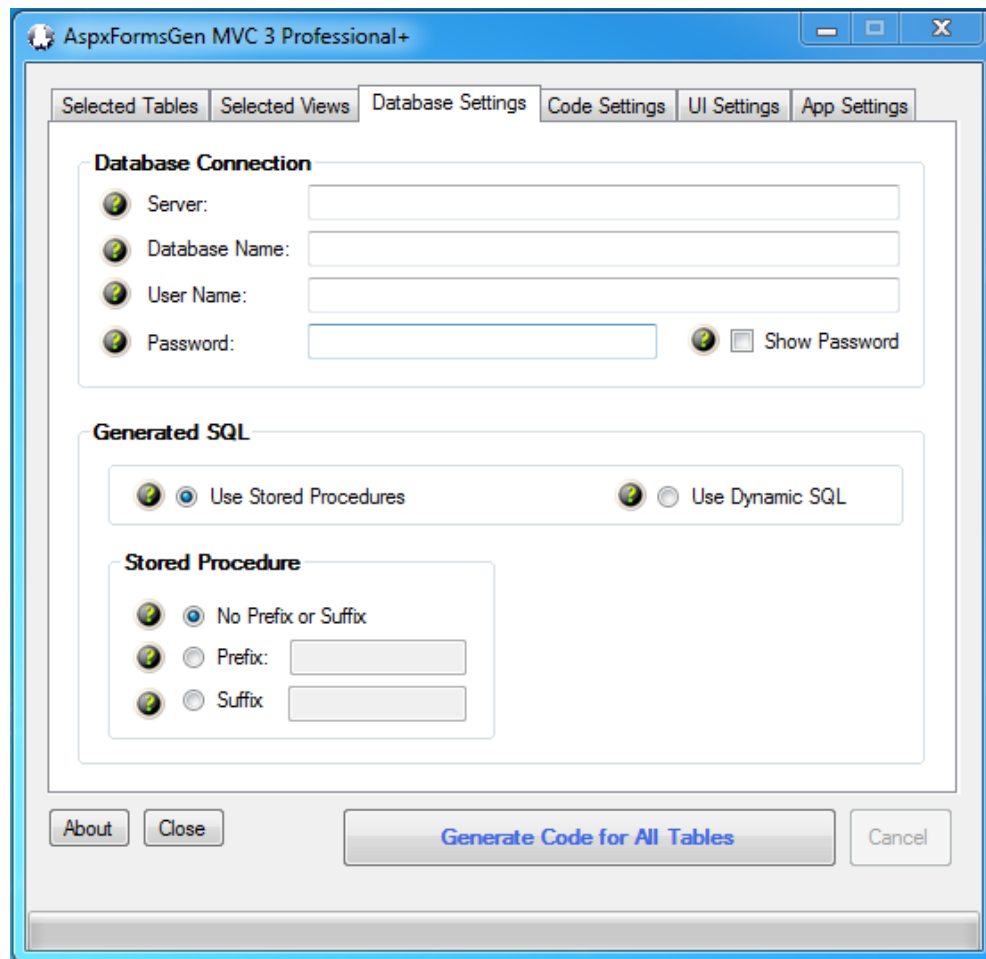 AspxFormsGen MVC 3 Professional+
Selected Tables Selected Views Database Settings Code Settings UI Settings App Settings
Database Connection
? Server:
? Database Name:
? User Name:
? Password: ? Show Password
Generated SQL
? Use Stored Procedures ? Use Dynamic SQL
Stored Procedure
? No Prefix or Suffix
? Prefix:
? Suffix
About Close Generate Code for All Tables Cancel